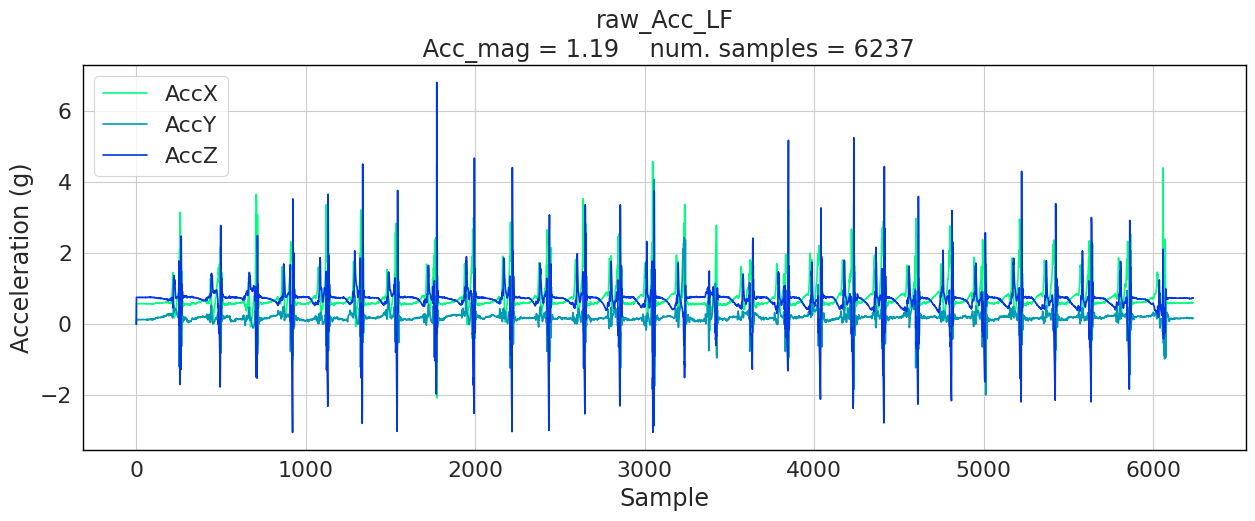 raw_Acc_LF
Acc_mag = 1.19    num. samples = 6237
AccX
AccY
AccZ
Acceleration (g)
6
4
2
0
−2
0 1000 2000 3000 4000 5000 6000
Sample